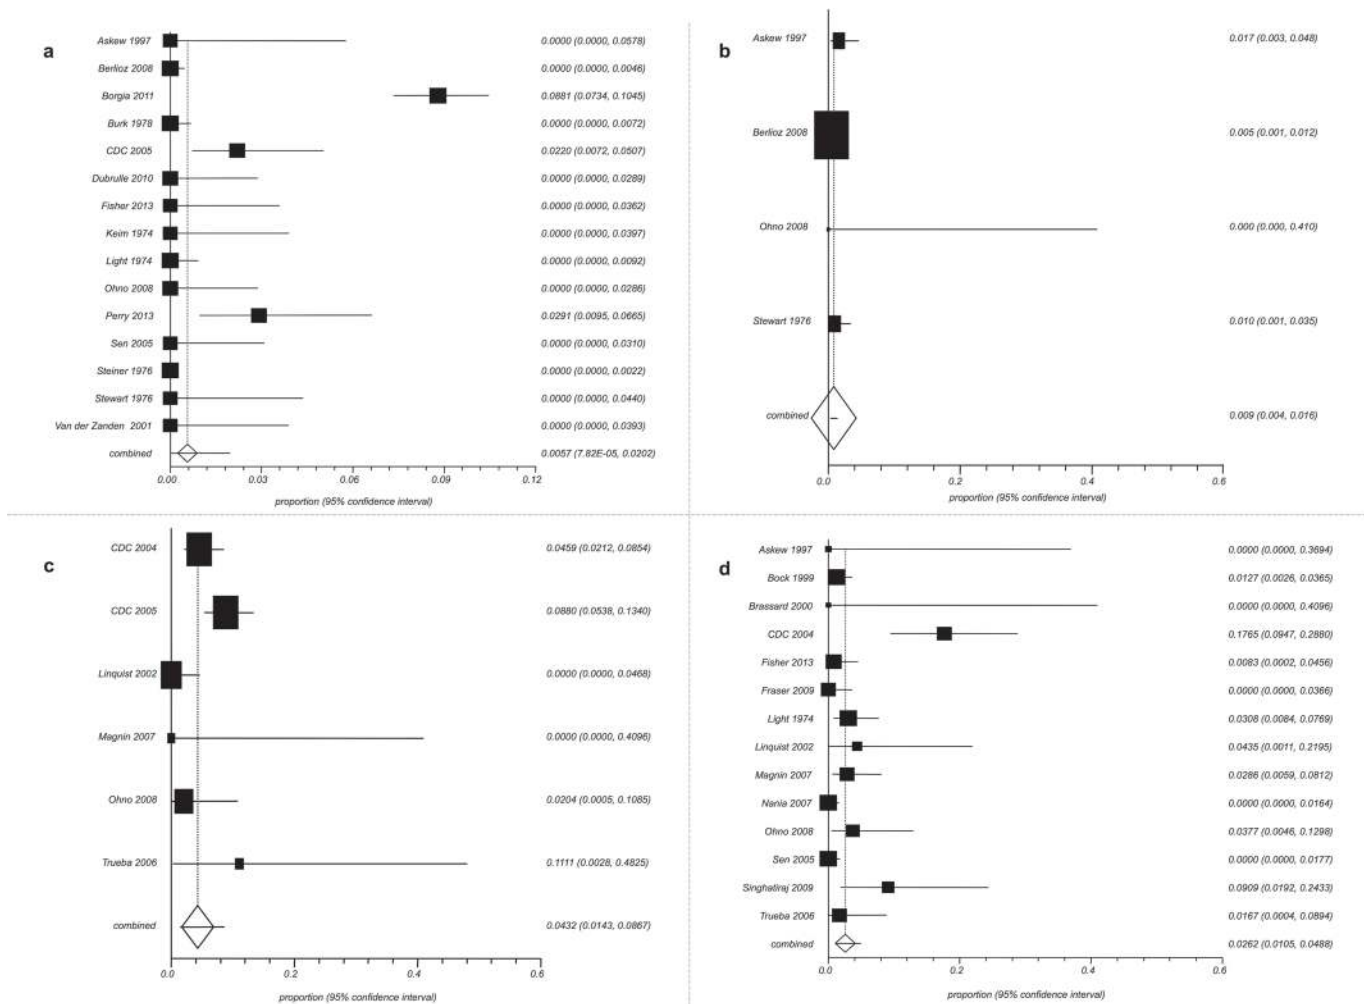 a
Askew 1997 0.0000 (0.0000, 0.0578)
Berlioz 2008 0.0000 (0.0000, 0.0046)
Borgia 2011 0.0881 (0.0734, 0.1045)
Burk 1978 0.0000 (0.0000, 0.0072)
CDC 2005 0.0220 (0.0072, 0.0507)
Dubrulle 2010 0.0000 (0.0000, 0.0289)
Fisher 2013 0.0000 (0.0000, 0.0362)
Keim 1974 0.0000 (0.0000, 0.0397)
Light 1974 0.0000 (0.0000, 0.0092)
Ohno 2008 0.0000 (0.0000, 0.0286)
Perry 2013 0.0291 (0.0095, 0.0665)
Sen 2005 0.0000 (0.0000, 0.0310)
Steiner 1976 0.0000 (0.0000, 0.0022)
Stewart 1976 0.0000 (0.0000, 0.0440)
Van der Zanden 2001 0.0000 (0.0000, 0.0393)
combined 0.0057 (7.82E-05, 0.0202)
0.00 0.03 0.06 0.09 0.12
proportion (95% confidence interval)
b
Askew 1997 0.017 (0.003, 0.048)
Berlioz 2008 0.005 (0.001, 0.012)
Ohno 2008 0.000 (0.000, 0.410)
Stewart 1976 0.010 (0.001, 0.035)
combined 0.009 (0.004, 0.016)
0.0 0.2 0.4 0.6
proportion (95% confidence interval)
c
CDC 2004 0.0459 (0.0212, 0.0854)
CDC 2005 0.0880 (0.0538, 0.1340)
Linquist 2002 0.0000 (0.0000, 0.0468)
Magnin 2007 0.0000 (0.0000, 0.4096)
Ohno 2008 0.0204 (0.0005, 0.1085)
Trueba 2006 0.1111 (0.0028, 0.4825)
combined 0.0432 (0.0143, 0.0867)
0.0 0.2 0.4 0.6
proportion (95% confidence interval)
d
Askew 1997 0.0000 (0.0000, 0.3694)
Bock 1999 0.0127 (0.0026, 0.0365)
Brassard 2000 0.0000 (0.0000, 0.4096)
CDC 2004 0.1765 (0.0947, 0.2880)
Fisher 2013 0.0083 (0.0002, 0.0456)
Fraser 2009 0.0000 (0.0000, 0.0366)
Light 1974 0.0308 (0.0084, 0.0769)
Linquist 2002 0.0435 (0.0011, 0.2195)
Magnin 2007 0.0286 (0.0059, 0.0812)
Nania 2007 0.0000 (0.0000, 0.0164)
Ohno 2008 0.0377 (0.0046, 0.1298)
Sen 2005 0.0000 (0.0000, 0.0177)
Singhatiraj 2009 0.0909 (0.0192, 0.2433)
Trueba 2006 0.0167 (0.0004, 0.0894)
combined 0.0262 (0.0105, 0.0488)
0.0 0.2 0.4 0.6
proportion (95% confidence interval)